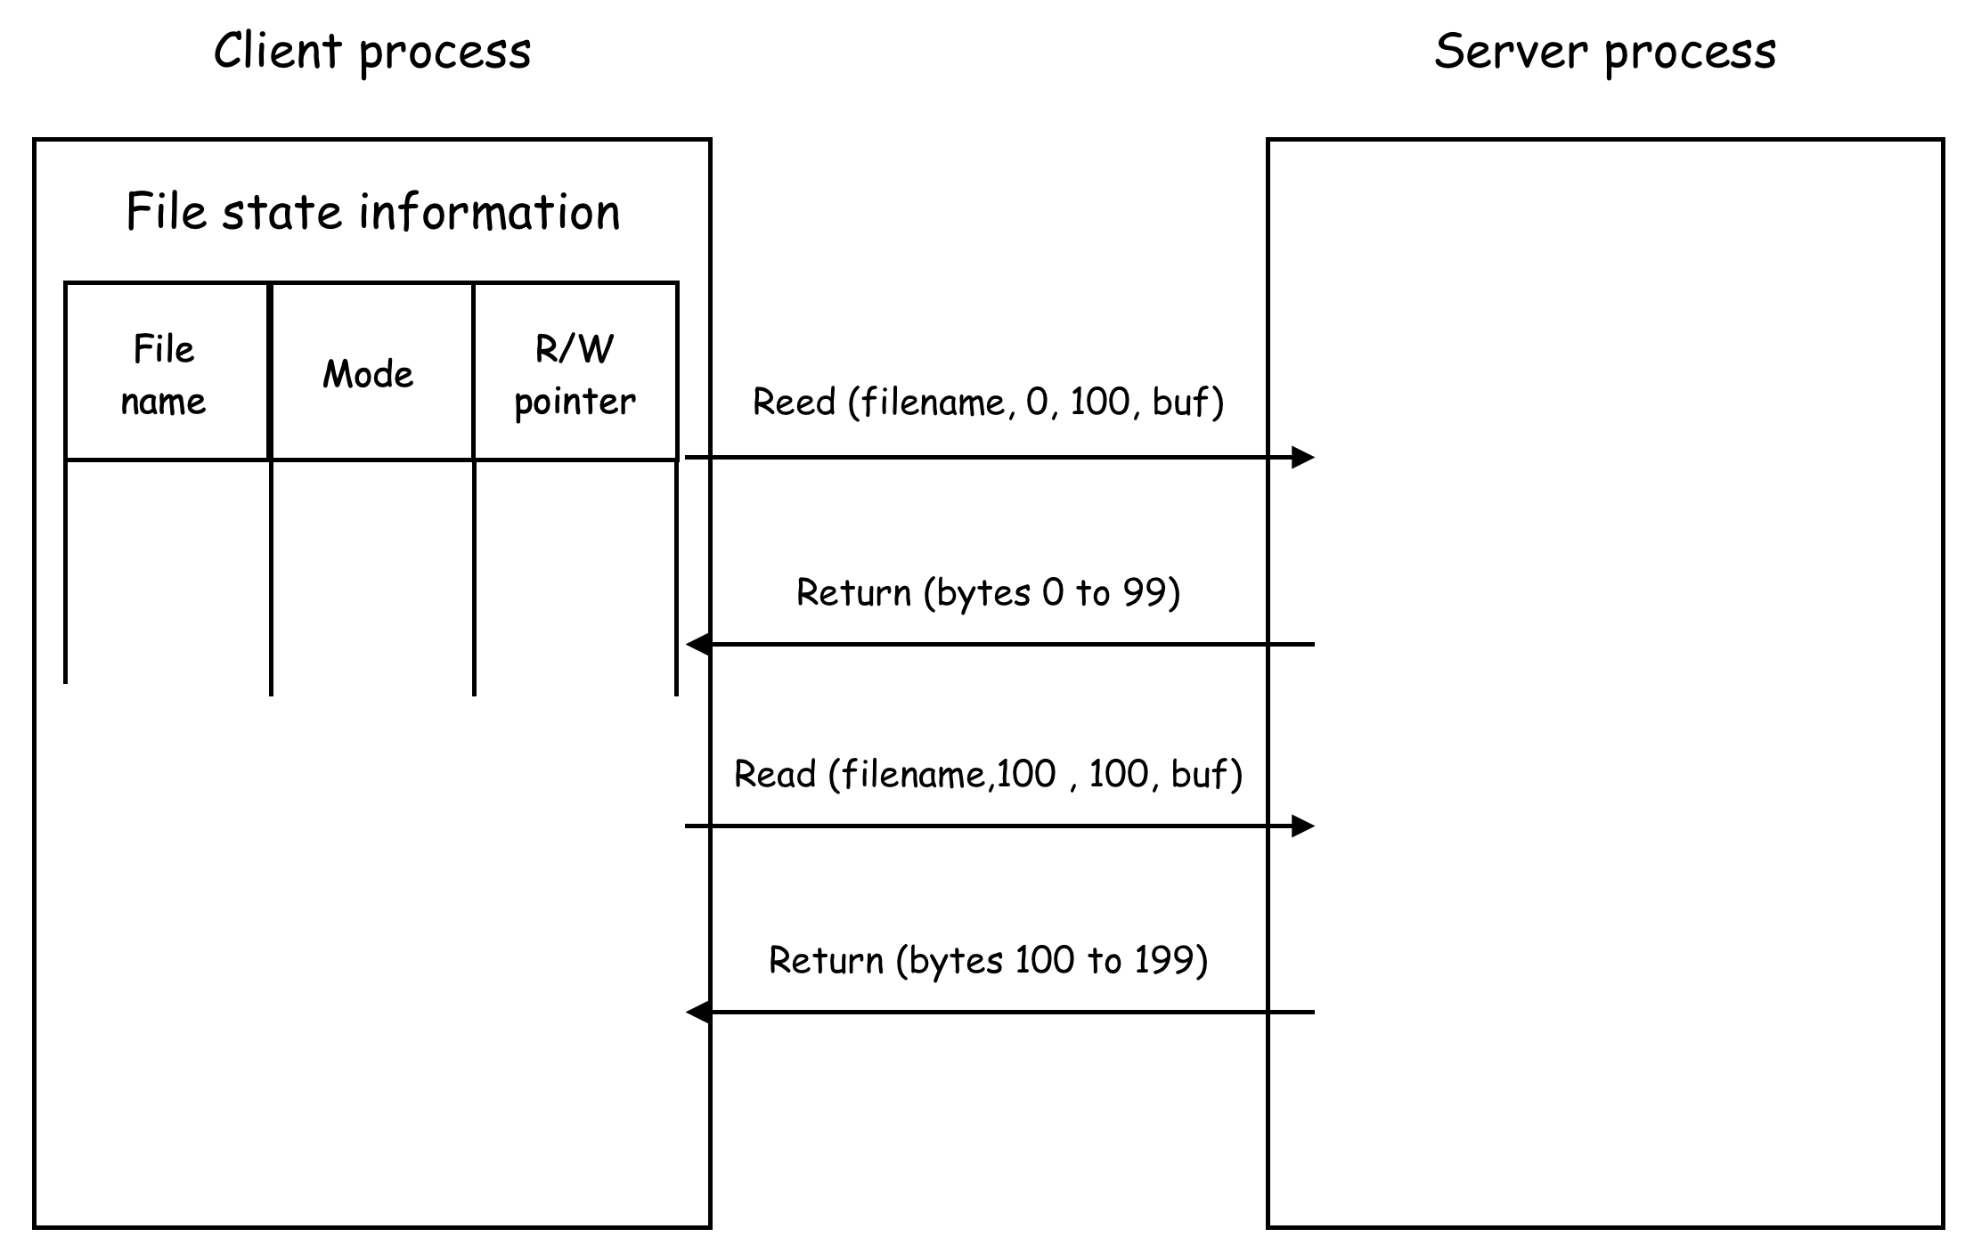 Client process
Server process
File state information
File
name
Mode
R/W
pointer
Reed (filename, 0, 100, buf)
Return (bytes 0 to 99)
Read (filename,100 , 100, buf)
Return (bytes 100 to 199)